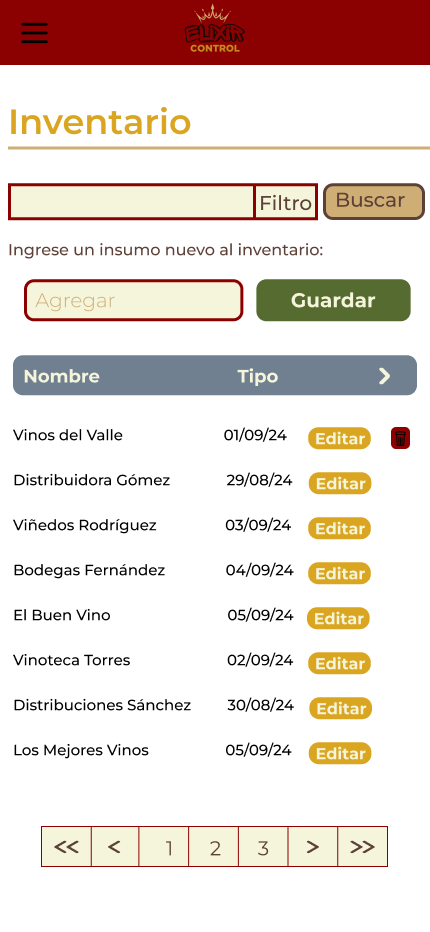 ELIXIR
CONTROL
Inventario
Filtro Buscar
Ingrese un insumo nuevo al inventario:
Agregar Guardar
Nombre Tipo >
Vinos del Valle 01/09/24 Editar
Distribuidora Gómez 29/08/24 Editar
Viñedos Rodríguez 03/09/24 Editar
Bodegas Fernández 04/09/24 Editar
El Buen Vino 05/09/24 Editar
Vinoteca Torres 02/09/24 Editar
Distribuciones Sánchez 30/08/24 Editar
Los Mejores Vinos 05/09/24 Editar
<< < 1 2 3 > >>